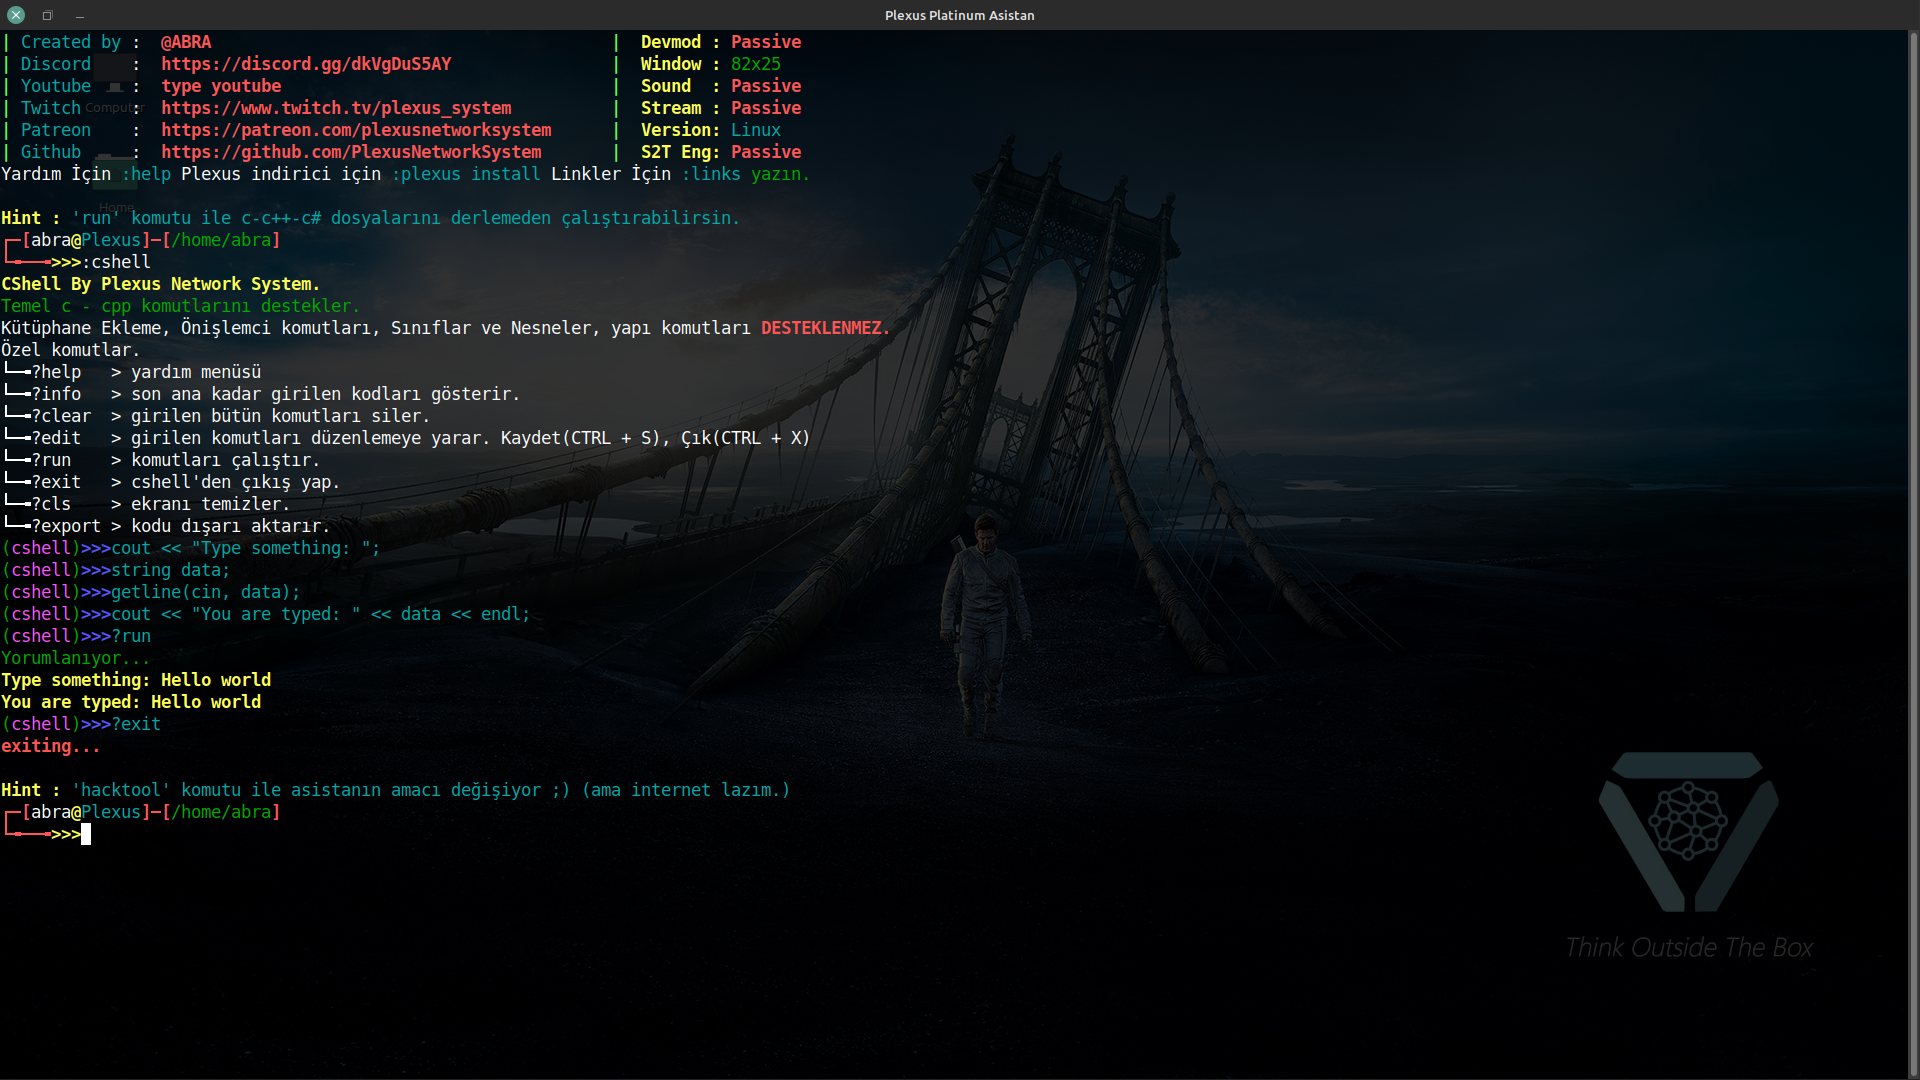 Plexus Platinum Asistan
| Created by :  @ABRA                                        |  Devmod : Passive
| Discord    :  https://discord.gg/dkVgDuS5AY                |  Window : 82x25
| Youtube    :  type youtube                                 |  Sound  : Passive
| Twitch     :  https://www.twitch.tv/plexus_system          |  Stream : Passive
| Patreon    :  https://patreon.com/plexusnetworksystem      |  Version: Linux
| Github     :  https://github.com/PlexusNetworkSystem       |  S2T Eng: Passive
Computer
Yardım İçin :help Plexus indirici için :plexus install Linkler İçin :links yazın.
Home
Hint : 'run' komutu ile c-c++-c# dosyalarını derlemeden çalıştırabilirsin.
┌─[abra@Plexus]─[/home/abra]
└──╼>>>:cshell
CShell By Plexus Network System.
Temel c - cpp komutlarını destekler.
Kütüphane Ekleme, Önişlemci komutları, Sınıflar ve Nesneler, yapı komutları DESTEKLENMEZ.
Özel komutlar.
└─╼?help   > yardım menüsü
└─╼?info   > son ana kadar girilen kodları gösterir.
└─╼?clear  > girilen bütün komutları siler.
└─╼?edit   > girilen komutları düzenlemeye yarar. Kaydet(CTRL + S), Çık(CTRL + X)
└─╼?run    > komutları çalıştır.
└─╼?exit   > cshell'den çıkış yap.
└─╼?cls    > ekranı temizler.
└─╼?export > kodu dışarı aktarır.
(cshell)>>>cout << "Type something: ";
(cshell)>>>string data;
(cshell)>>>getline(cin, data);
(cshell)>>>cout << "You are typed: " << data << endl;
(cshell)>>>?run
Yorumlanıyor...
Type something: Hello world
You are typed: Hello world
(cshell)>>>?exit
exiting...
Hint : 'hacktool' komutu ile asistanın amacı değişiyor ;) (ama internet lazım.)
┌─[abra@Plexus]─[/home/abra]
└──╼>>>
Think Outside The Box